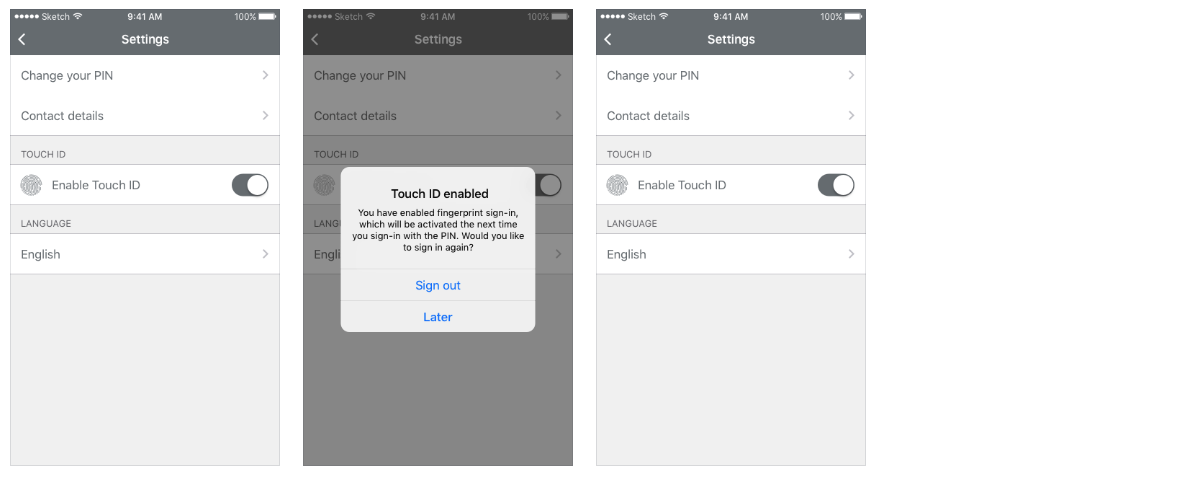 Sketch 9:41 AM 100%
Settings
Change your PIN
Contact details
TOUCH ID
Enable Touch ID
LANGUAGE
English
Sketch 9:41 AM 100%
Settings
Change your PIN
Contact details
TOUCH ID
LANG
Engli
Touch ID enabled
You have enabled fingerprint sign-in,
which will be activated the next time
you sign-in with the PIN. Would you like
to sign in again?
Sign out
Later
Sketch 9:41 AM 100%
Settings
Change your PIN
Contact details
TOUCH ID
Enable Touch ID
LANGUAGE
English